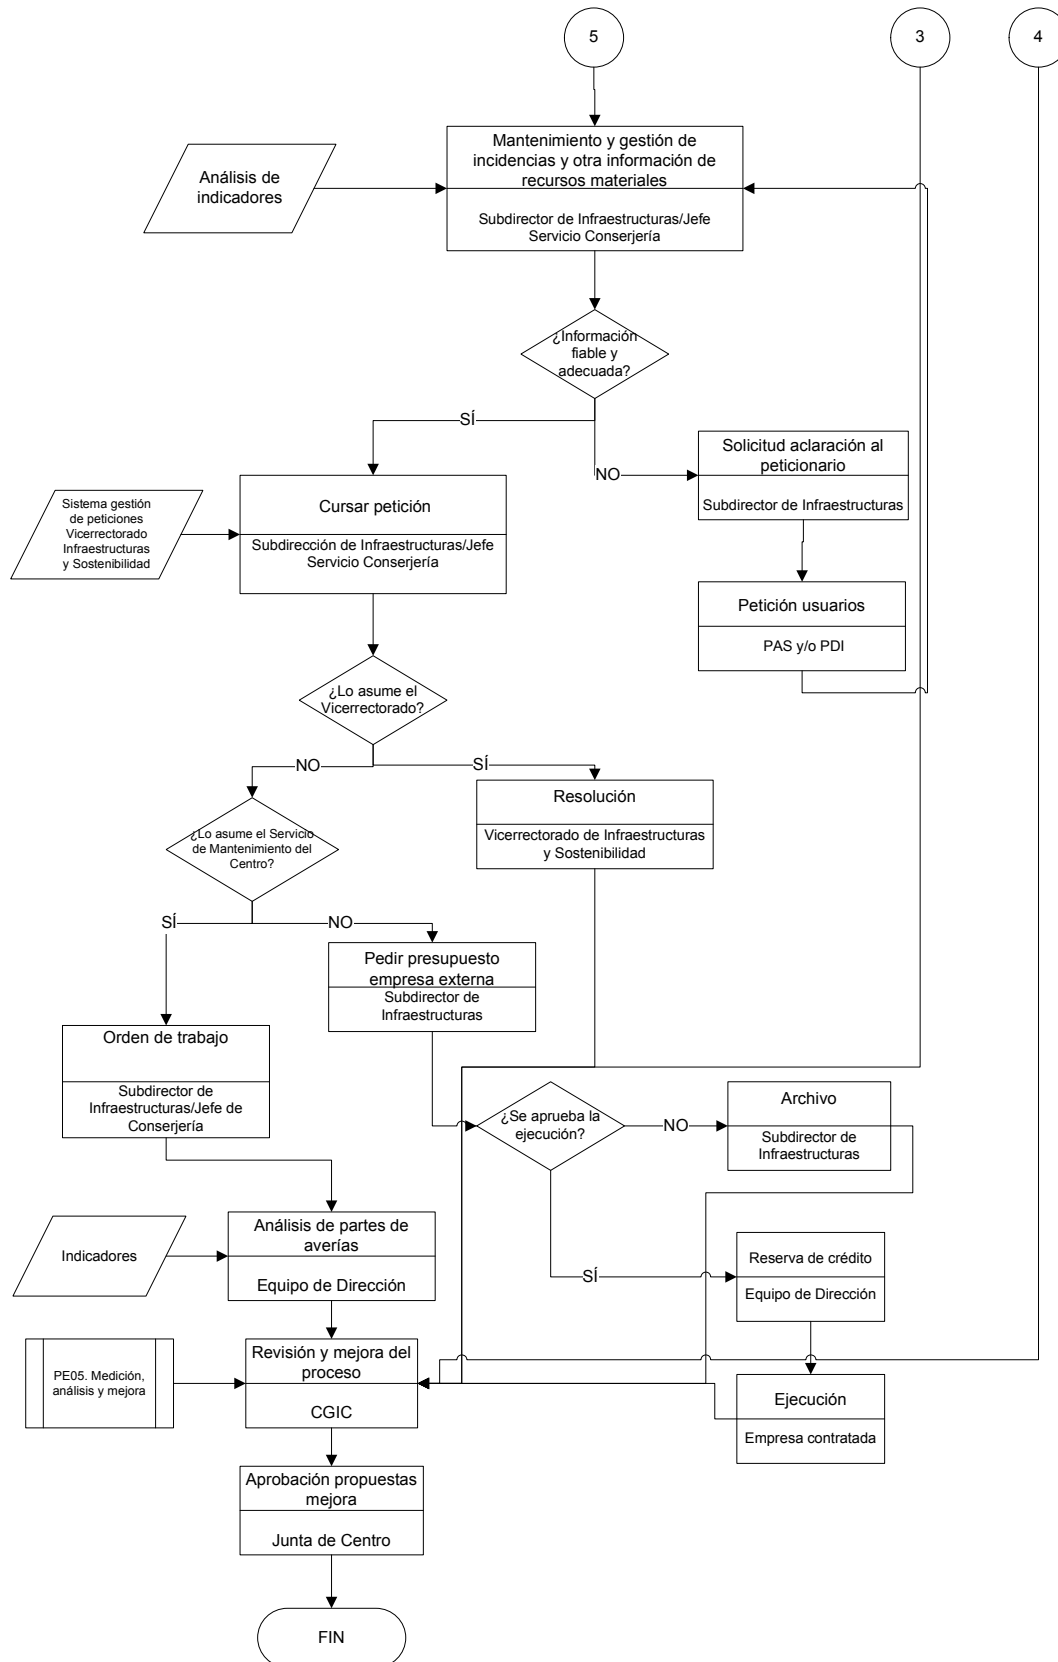 5
3
4
Mantenimiento y gestión de
incidencias y otra información de
recursos materiales
Subdirector de Infraestructuras/Jefe
Servicio Conserjería
Análisis de
indicadores
¿Información
fiable y
adecuada?
SÍ
NO
Solicitud aclaración al
peticionario
Subdirector de Infraestructuras
Sistema gestión
de peticiones
Vicerrectorado
Infraestructuras
y Sostenibilidad
Cursar petición
Subdirección de Infraestructuras/Jefe
Servicio Conserjería
Petición usuarios
PAS y/o PDI
¿Lo asume el
Vicerrectorado?
NO
SÍ
Resolución
Vicerrectorado de Infraestructuras
y Sostenibilidad
¿Lo asume el Servicio
de Mantenimiento del
Centro?
SÍ
NO
Pedir presupuesto
empresa externa
Subdirector de
Infraestructuras
Orden de trabajo
Subdirector de
Infraestructuras/Jefe de
Conserjería
¿Se aprueba la
ejecución?
NO
Archivo
Subdirector de
Infraestructuras
Indicadores
Análisis de partes de
averías
Equipo de Dirección
SÍ
Reserva de crédito
Equipo de Dirección
PE05. Medición,
análisis y mejora
Revisión y mejora del
proceso
CGIC
Ejecución
Empresa contratada
Aprobación propuestas
mejora
Junta de Centro
FIN